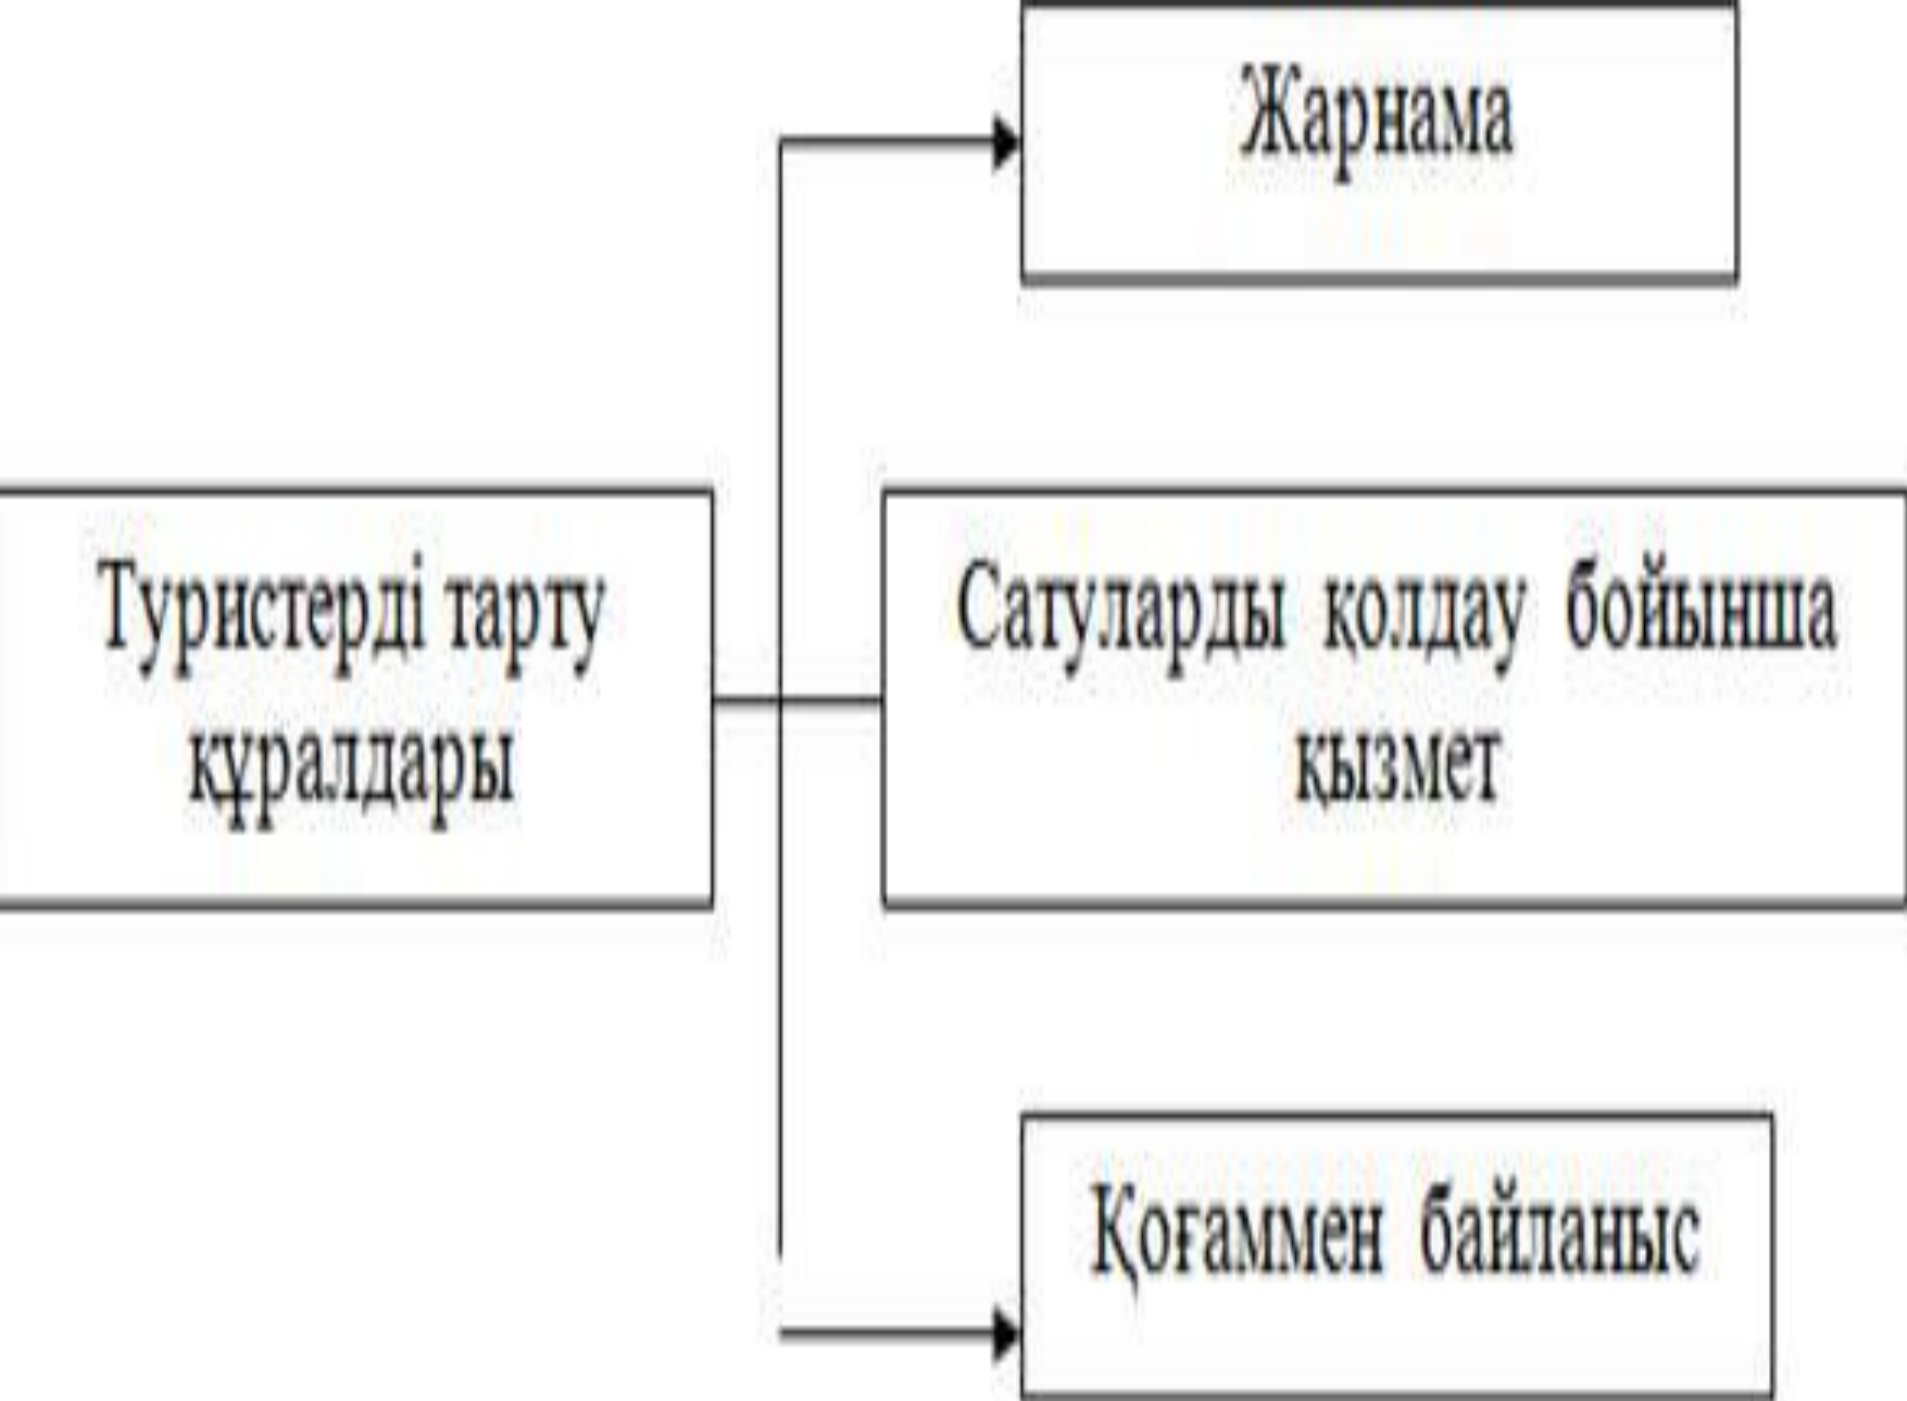 Жарнама
Туристерді тарту
құралдары
Сатуларды қолдау бойынша
қызмет
Қоғаммен байланыс